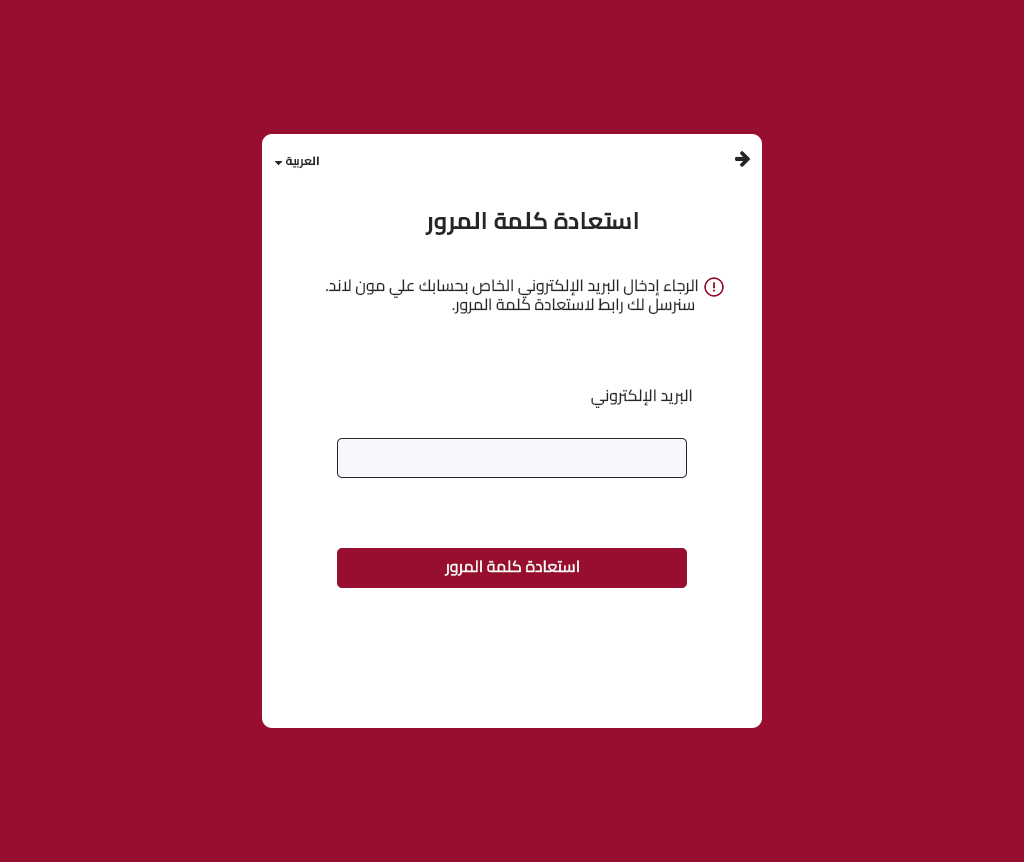 العربية
استعادة كلمة المرور
الرجاء إدخال البريد الإلكتروني الخاص بحسابك علي مون لاند.
سنرسل لك رابط لاستعادة كلمة المرور.
البريد الإلكتروني
استعادة كلمة المرور